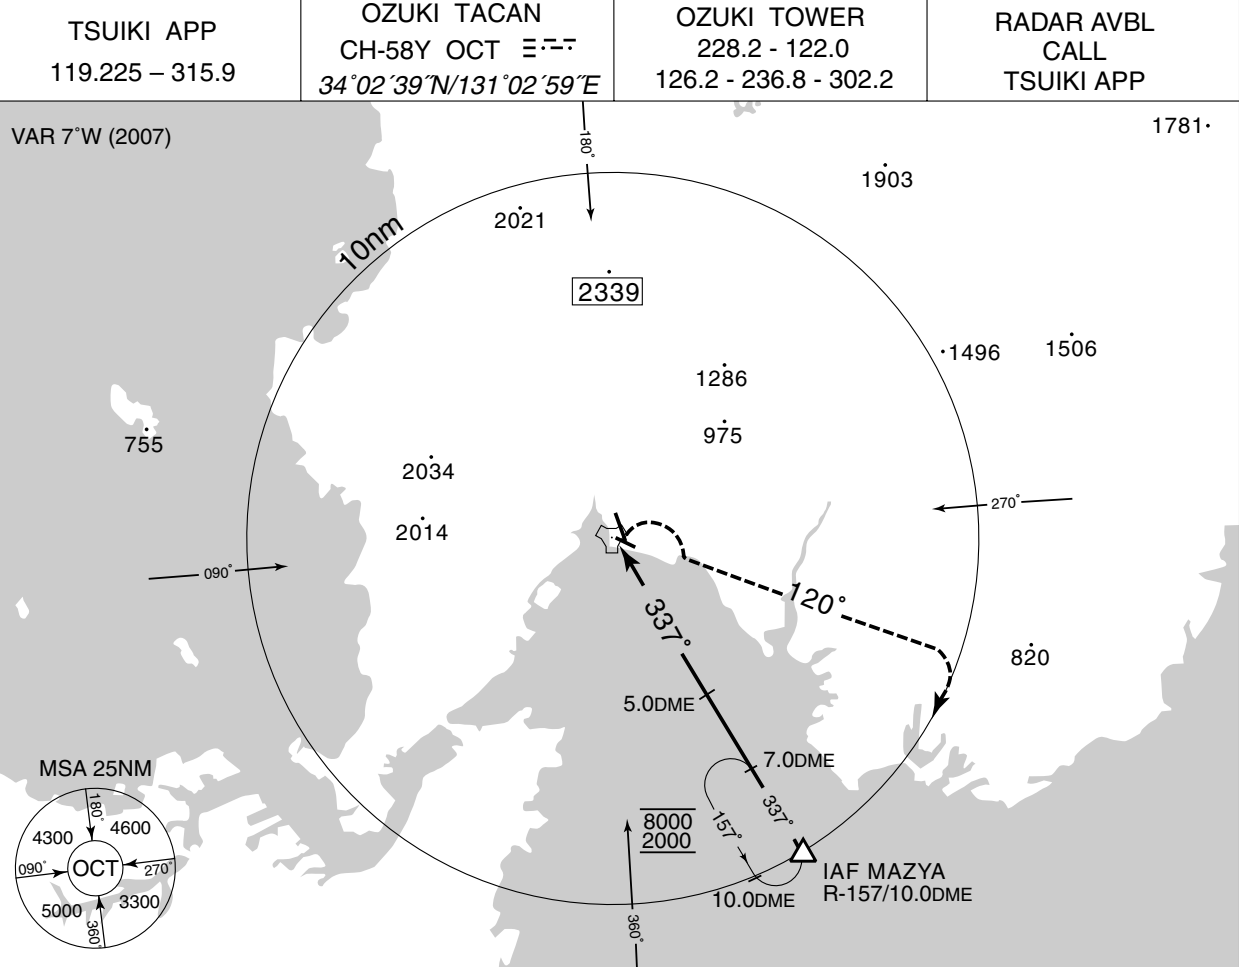 TSUIKI APP
119.225 – 315.9
OZUKI TACAN
CH-58Y OCT
34°02´39˝N/131°02´59˝E
OZUKI TOWER
228.2 - 122.0
126.2 - 236.8 - 302.2
RADAR AVBL
CALL
TSUIKI APP
VAR 7°W (2007)
180°
1781
1903
2021
10nm
2339
1496
1506
1286
975
755
2034
2014
270°
090°
337°
120°
820
5.0DME
7.0DME
337°
157°
8000
2000
IAF MAZYA
R-157/10.0DME
10.0DME
360°
MSA 25NM
180°
4300
4600
090°
OCT
270°
5000
3300
360°